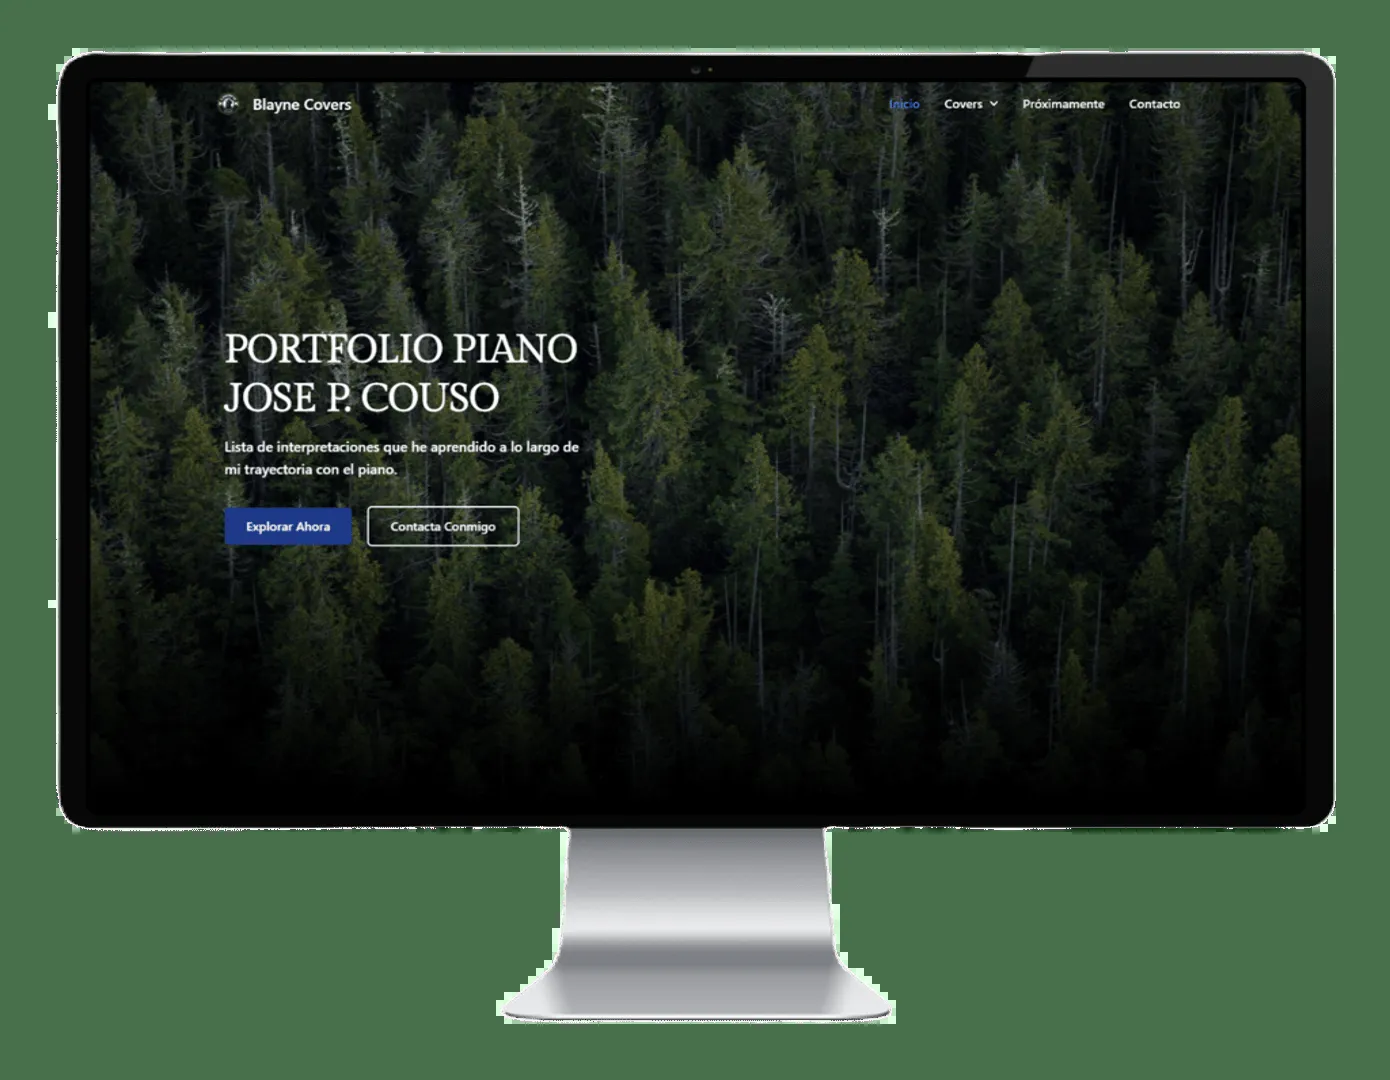 Blayne Covers
Inicio Covers Próximamente Contacto
PORTFOLIO PIANO
JOSE P. COUSO
Lista de interpretaciones que he aprendido a lo largo de
mi trayectoria con el piano.
Explorar Ahora Contacta Conmigo